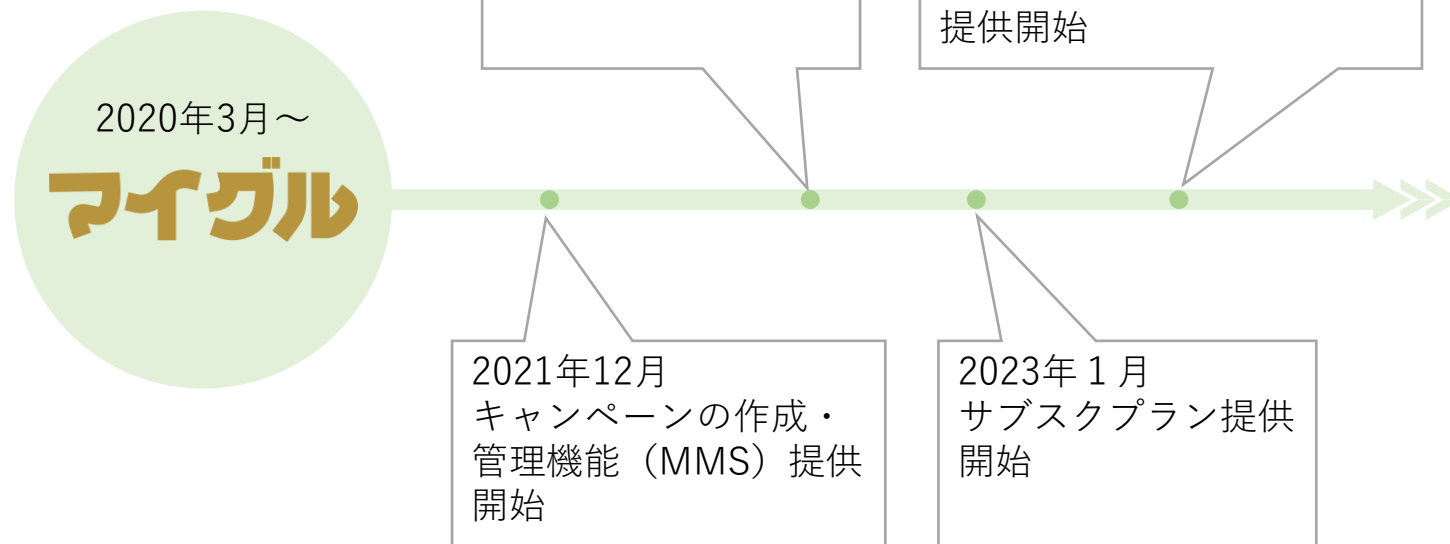 提供開始
2020年3月～
マイグル
2021年12月
キャンペーンの作成・
管理機能（MMS）提供
開始
2023年１月
サブスクプラン提供
開始